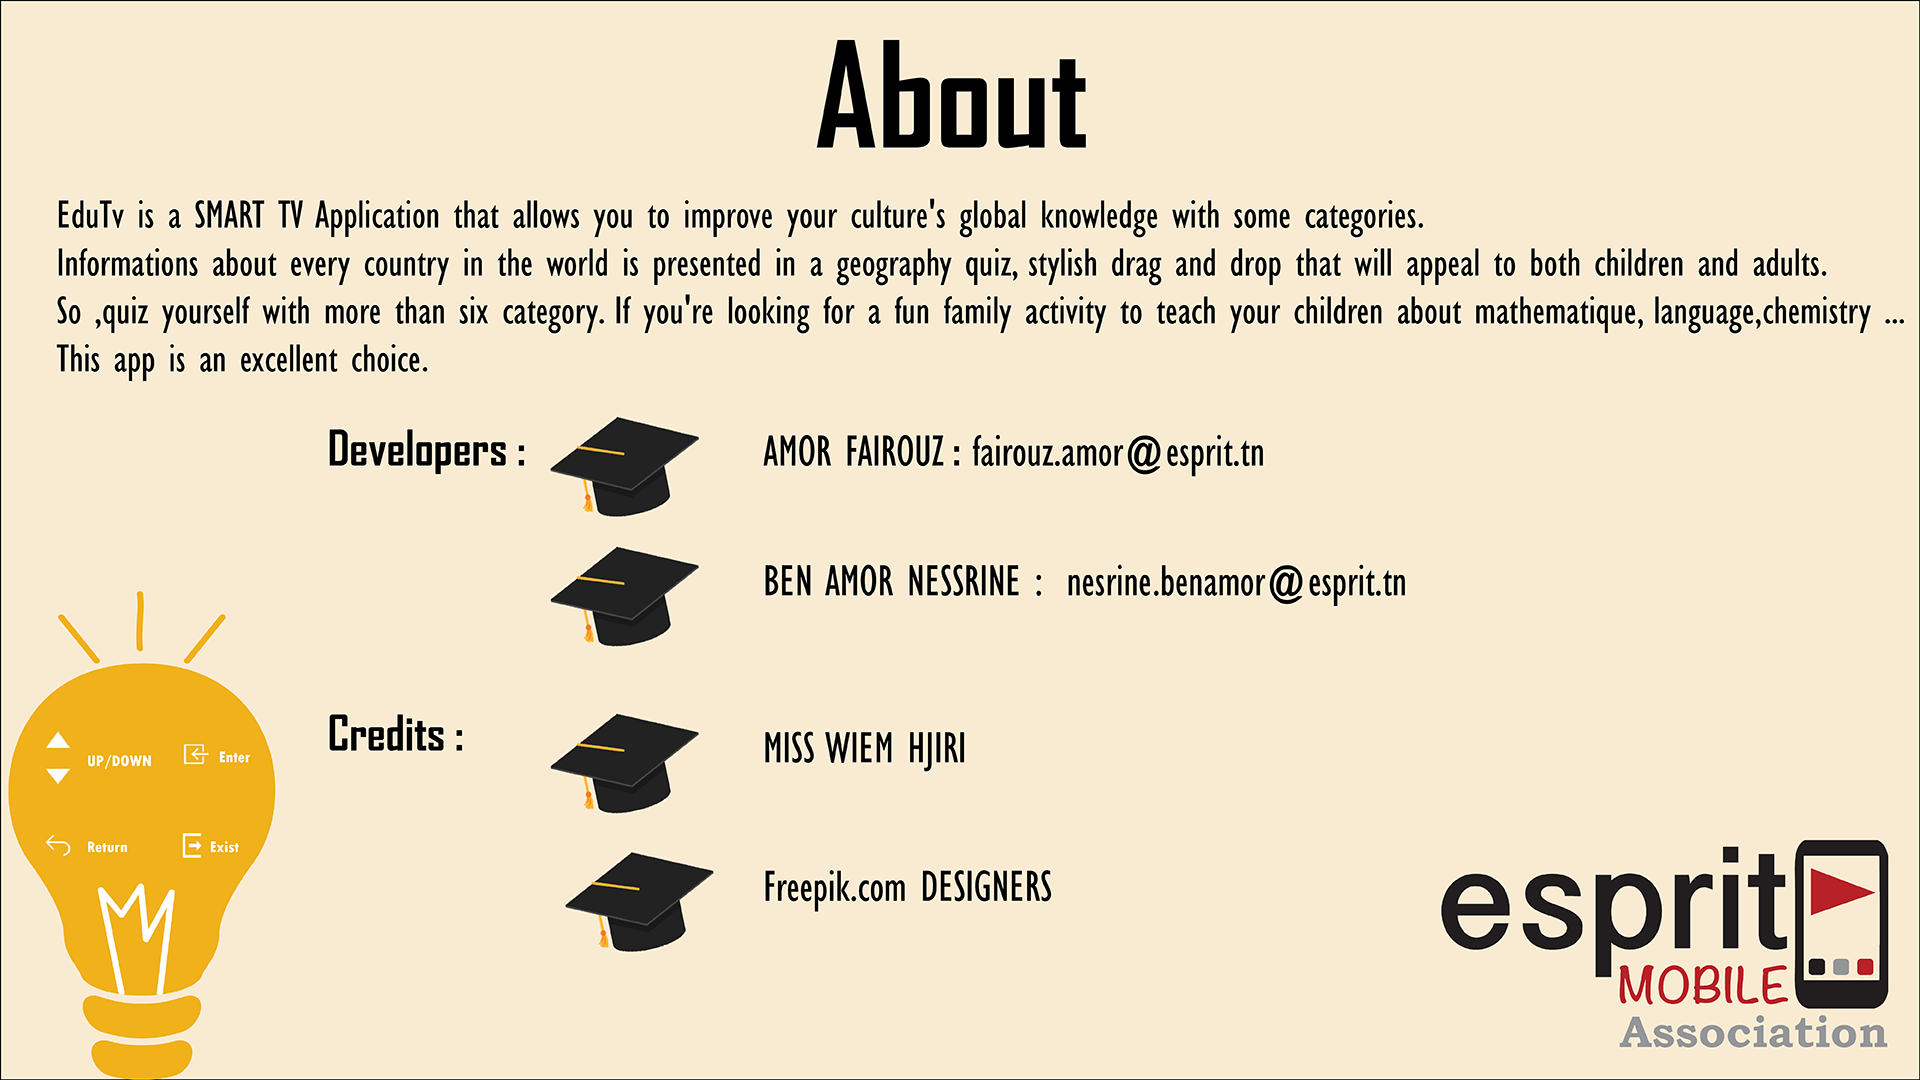 About
EduTv is a SMART TV Application that allows you to improve your culture's global knowledge with some categories.
Informations about every country in the world is presented in a geography quiz, stylish drag and drop that will appeal to both children and adults.
So ,quiz yourself with more than six category. If you're looking for a fun family activity to teach your children about mathematique, language,chemistry ...
This app is an excellent choice.
Developers : AMOR FAIROUZ : fairouz.amor@esprit.tn
BEN AMOR NESSRINE : nesrine.benamor@esprit.tn
Credits : MISS WIEM HJIRI
Freepik.com DESIGNERS
UP/DOWN Enter
Return Exist
esprit
MOBILE
Association